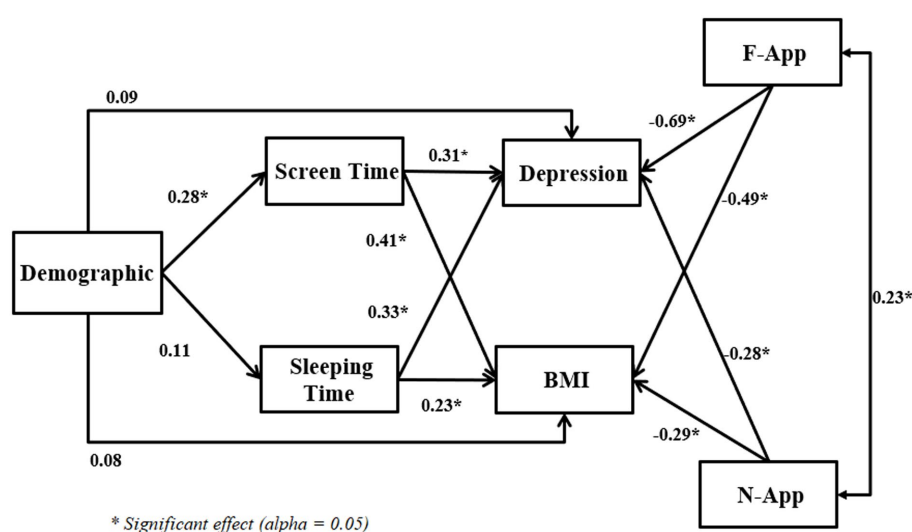 F-App
0.09
-0.69*
Screen Time
0.31*
Depression
0.28*
-0.49*
0.41*
Demographic
0.23*
0.33*
0.11
-0.28*
Sleeping
Time
BMI
0.23*
-0.29*
0.08
N-App
* Significant effect (alpha = 0.05)